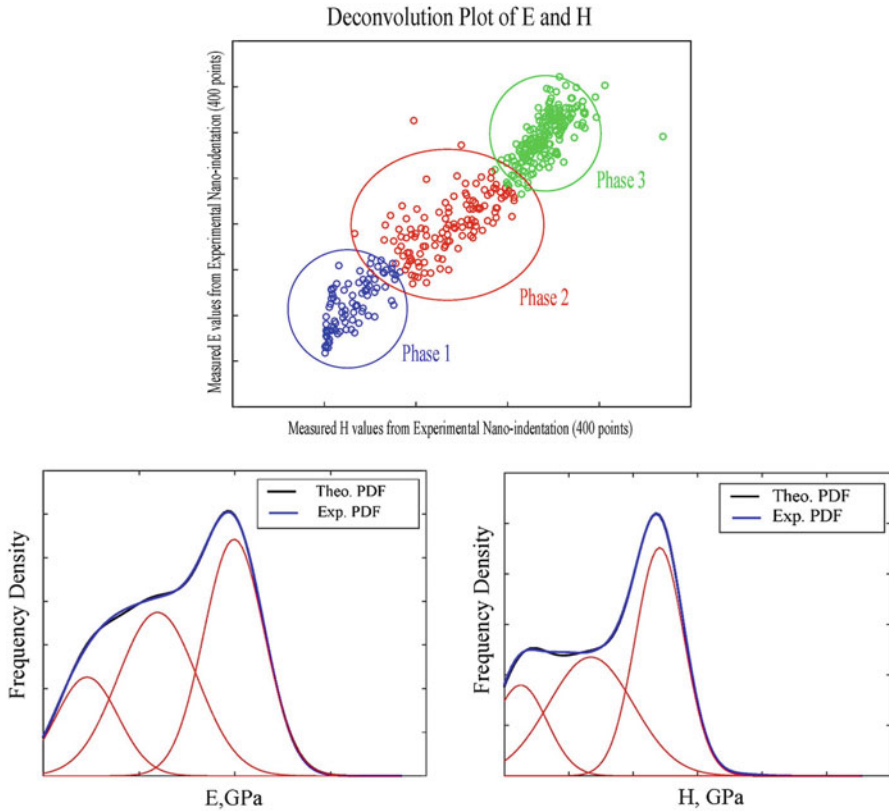 Deconvolution Plot of E and H
Measured E values from Experimental Nano-indentation (400 points)
Phase 3
Phase 2
Phase 1
Measured H values from Experimental Nano-indentation (400 points)
Frequency Density
Theo. PDF
Exp. PDF
E,GPa
Frequency Density
Theo. PDF
Exp. PDF
H, GPa